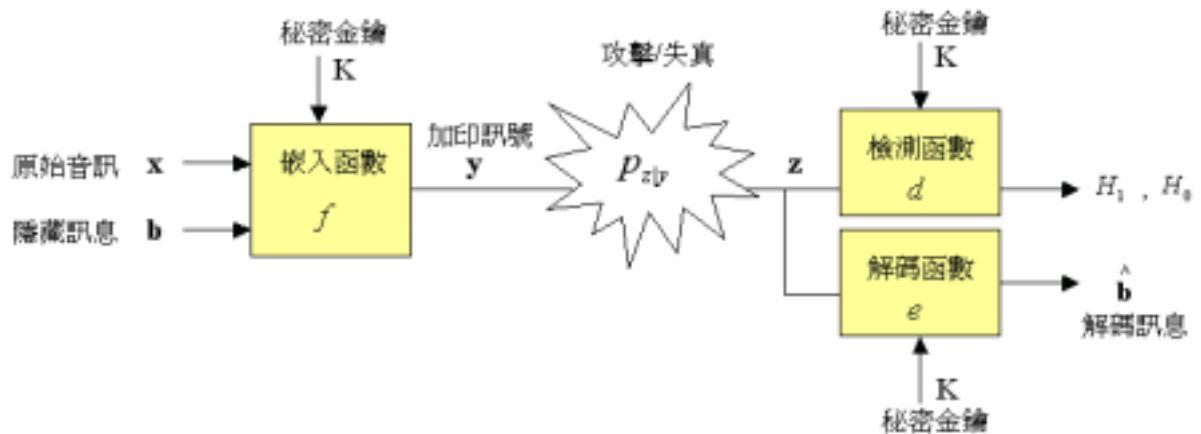 秘密金鑰
K
原始音訊 x
隱藏訊息 b
嵌入函數
f
加印訊號
y
攻擊/失真
p_{z|y}
z
秘密金鑰
K
檢測函數
d
H_1 , H_0
解碼函數
e
b̂
解碼訊息
K
秘密金鑰